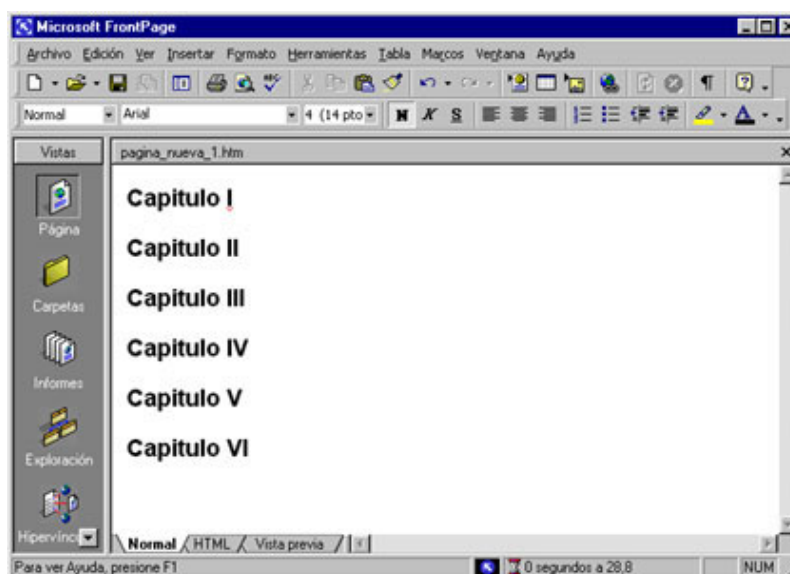 Microsoft FrontPage
Archivo Edición Ver Insertar Formato Herramientas Tabla Marcos Ventana Ayuda
Normal Arial 4 (14 pto N K S
Vistas pagina_nueva_1.htm
Capitulo I
Página
Capitulo II
Capitulo III
Carpetas
Capitulo IV
Informes
Capitulo V
Capitulo VI
Exploración
Hipervínc
Normal HTML Vista previa
Para ver Ayuda, presione F1 0 segundos a 28,8 NUM